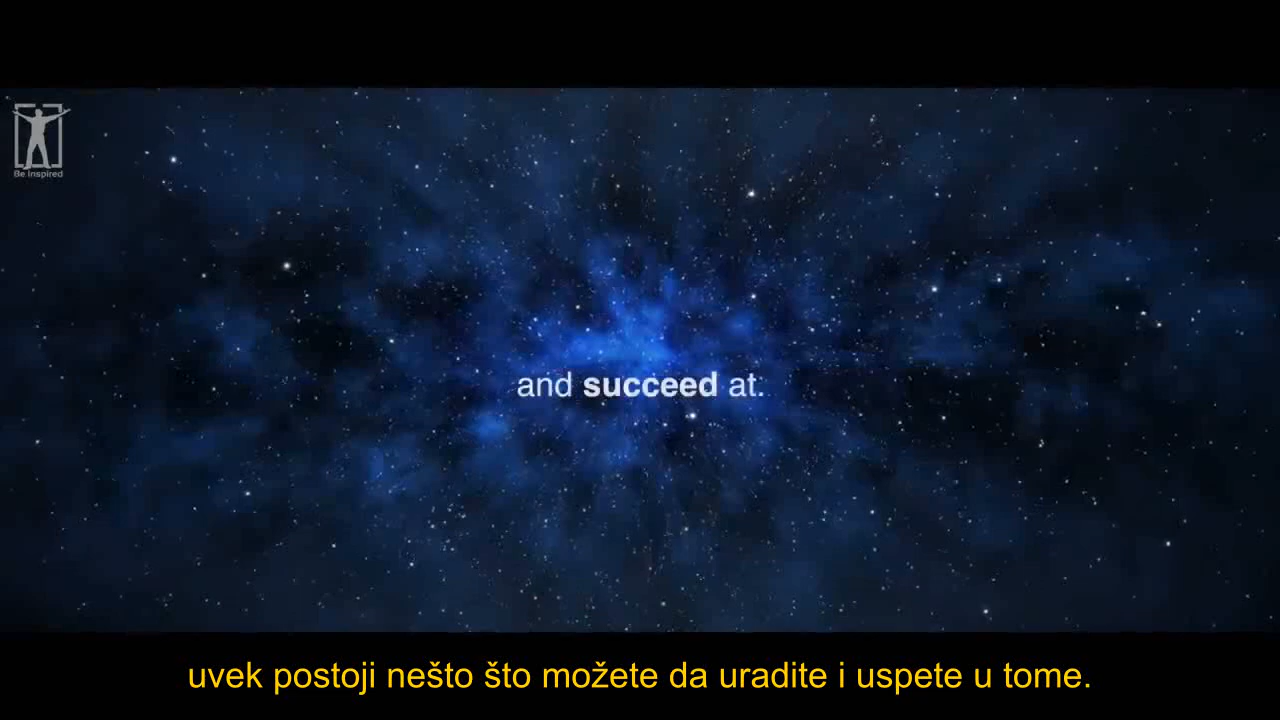 Be Inspired
and succeed at.
uvek postoji nešto što možete da uradite i uspete u tome.